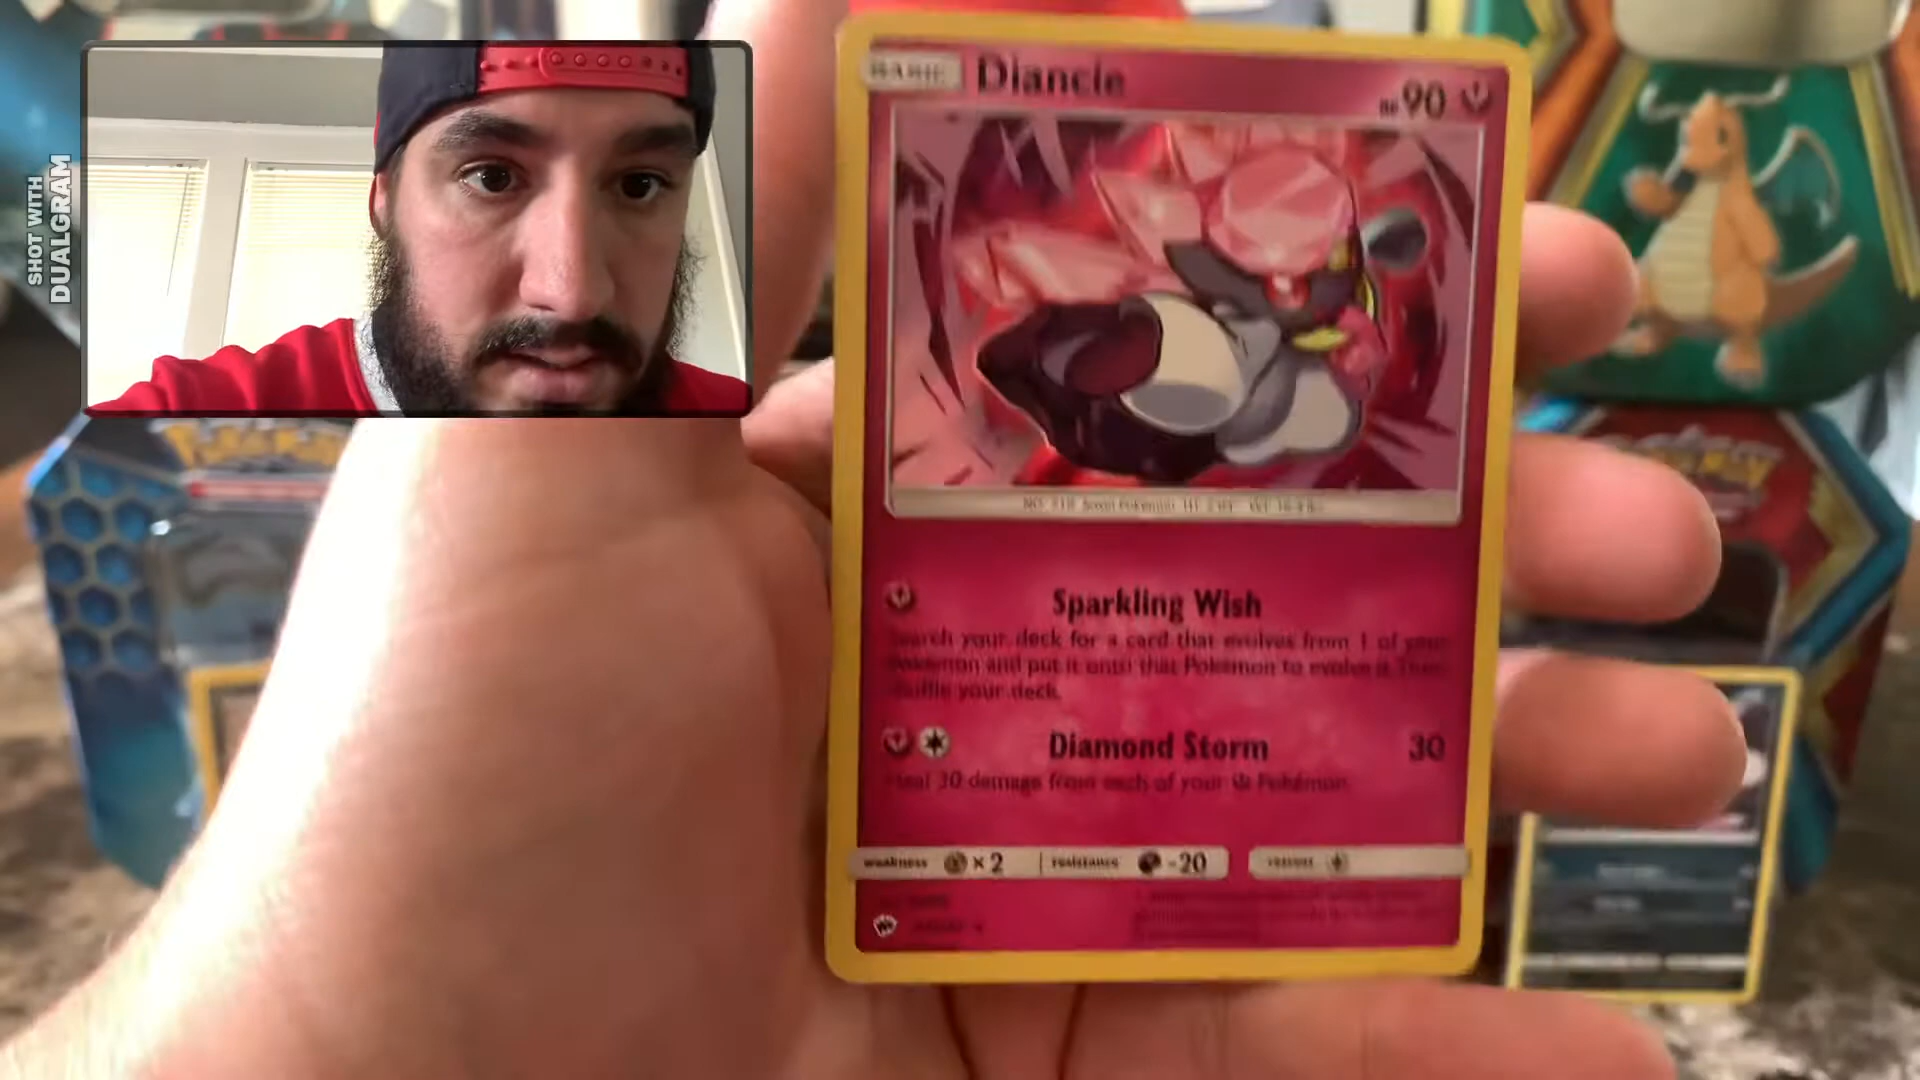 SHOT WITH
DUALGRAM
BASIC
Diancie
HP 90
Sparkling Wish
Search your deck for a card that evolves from 1 of your
Pokémon and put it onto that Pokémon to evolve it. Then,
shuffle your deck.
Diamond Storm 30
Heal 30 damage from each of your Pokémon.
weakness ×2 resistance -20 retreat